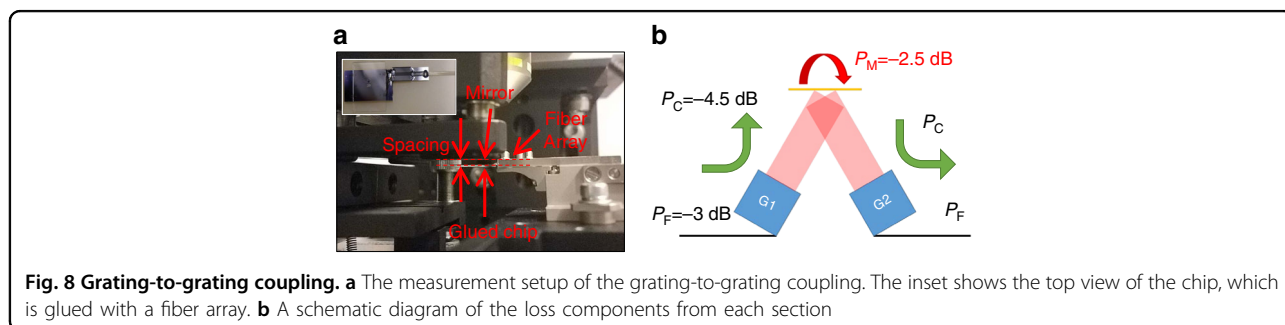 a
b
Mirror
Spacing
Fiber
Array
Glued chip
P_M=−2.5 dB
P_C=−4.5 dB
P_C
G1
G2
P_F=−3 dB
P_F
Fig. 8 Grating-to-grating coupling. a The measurement setup of the grating-to-grating coupling. The inset shows the top view of the chip, which
is glued with a fiber array. b A schematic diagram of the loss components from each section